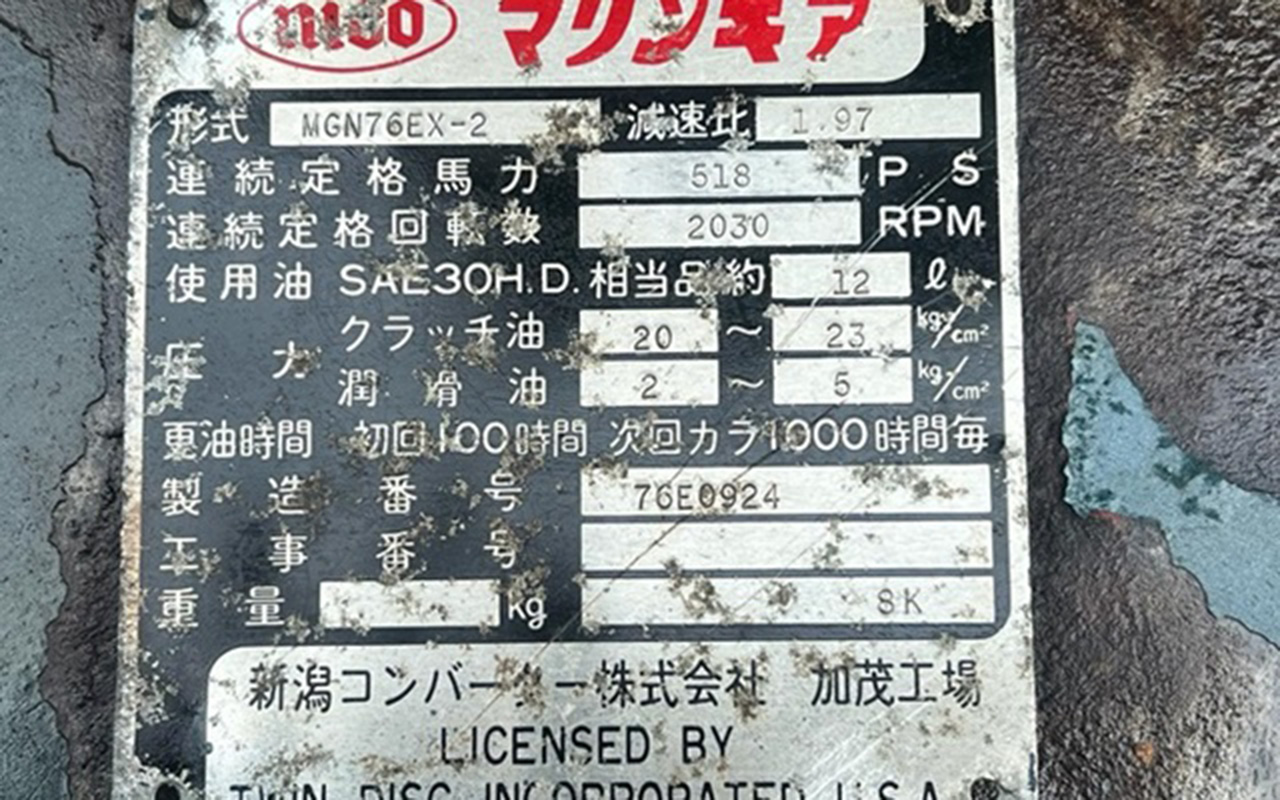 nico マリンギア
形式 MGN76EX-2 減速比 1.97
連続定格馬力 518 PS
連続定格回転数 2030 RPM
使用油 SAE30H.D.相当品 約 12 ℓ
圧力 クラッチ油 20 ~ 23 kg/cm²
潤滑油 2 ~ 5 kg/cm²
更油時間 初回100時間 次回カラ1000時間毎
製造番号 76E0924
工事番号
重量 kg SK
新潟コンバーター株式会社 加茂工場
LICENSED BY
TWIN DISC INCORPORATED U.S.A.